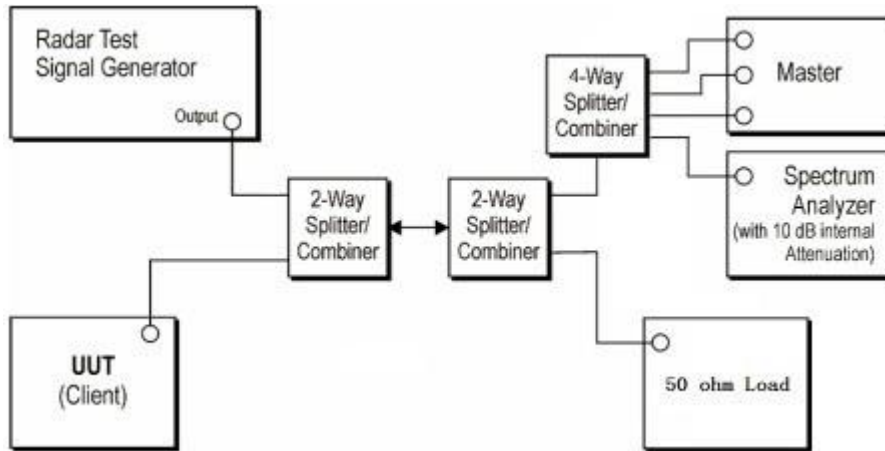 Radar Test
Signal Generator
Output
4-Way
Splitter/
Combiner
Master
2-Way
Splitter/
Combiner
2-Way
Splitter/
Combiner
Spectrum
Analyzer
(with 10 dB internal
Attenuation)
UUT
(Client)
50 ohm Load